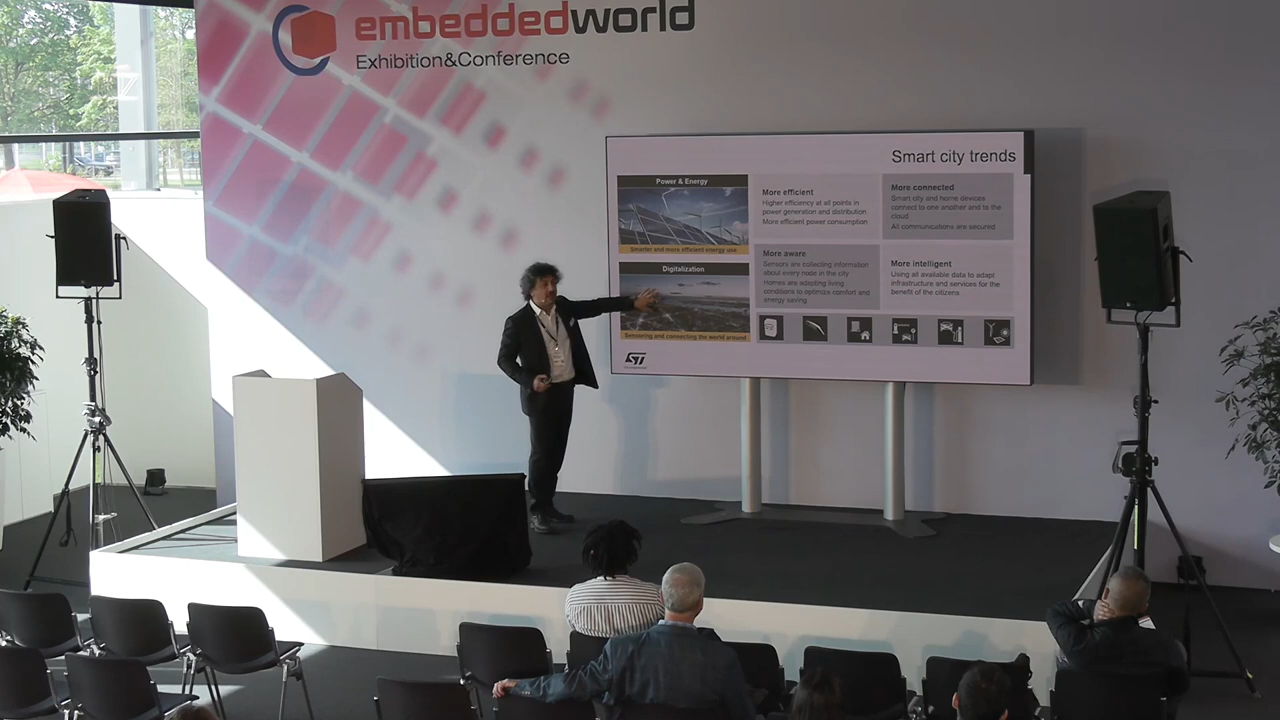 embeddedworld
Exhibition&Conference
Smart city trends
Power & Energy
Smarter and more efficient energy use
Digitalization
Sensoring and connecting the world around
More efficient
Higher efficiency at all points in
power generation and distribution
More efficient power consumption
More connected
Smart city and home devices
connect to one another and to the
cloud
All communications are secured
More aware
Sensors are collecting information
about every node in the city
Homes are adapting living
conditions to optimize comfort and
energy saving
More intelligent
Using all available data to adapt
infrastructure and services for the
benefit of the citizens
ST